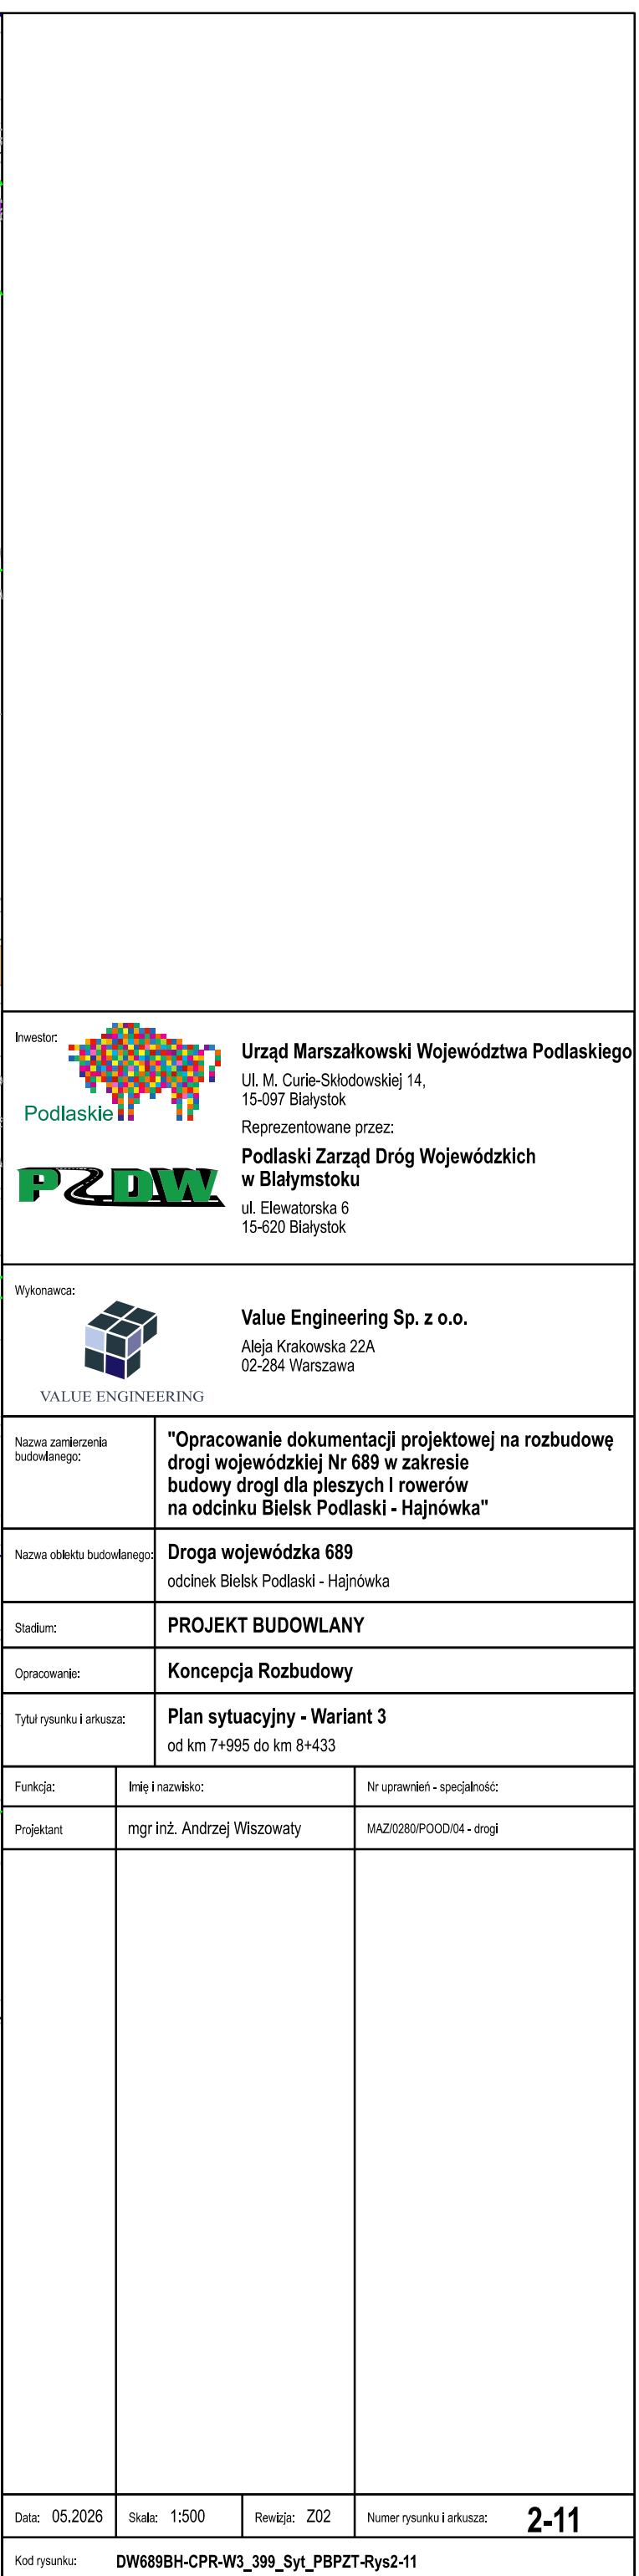 Inwestor:
Podlaskie
PZDW
Urząd Marszałkowski Województwa Podlaskiego
Ul. M. Curie-Skłodowskiej 14,
15-097 Białystok
Reprezentowane przez:
Podlaski Zarząd Dróg Wojewódzkich
w Białymstoku
ul. Elewatorska 6
15-620 Białystok
Wykonawca:
VALUE ENGINEERING
Value Engineering Sp. z o.o.
Aleja Krakowska 22A
02-284 Warszawa
Nazwa zamierzenia
budowlanego:
"Opracowanie dokumentacji projektowej na rozbudowę
drogi wojewódzkiej Nr 689 w zakresie
budowy drogi dla pieszych i rowerów
na odcinku Bielsk Podlaski - Hajnówka"
Nazwa obiektu budowlanego:
Droga wojewódzka 689
odcinek Bielsk Podlaski - Hajnówka
Stadium:
PROJEKT BUDOWLANY
Opracowanie:
Koncepcja Rozbudowy
Tytuł rysunku i arkusza:
Plan sytuacyjny - Wariant 3
od km 7+995 do km 8+433
Funkcja: Imię i nazwisko: Nr uprawnień - specjalność:
Projektant mgr inż. Andrzej Wiszowaty MAZ/0280/POOD/04 - drogi
Data: 05.2026 Skala: 1:500 Rewizja: Z02 Numer rysunku i arkusza: 2-11
Kod rysunku: DW689BH-CPR-W3_399_Syt_PBPZT-Rys2-11